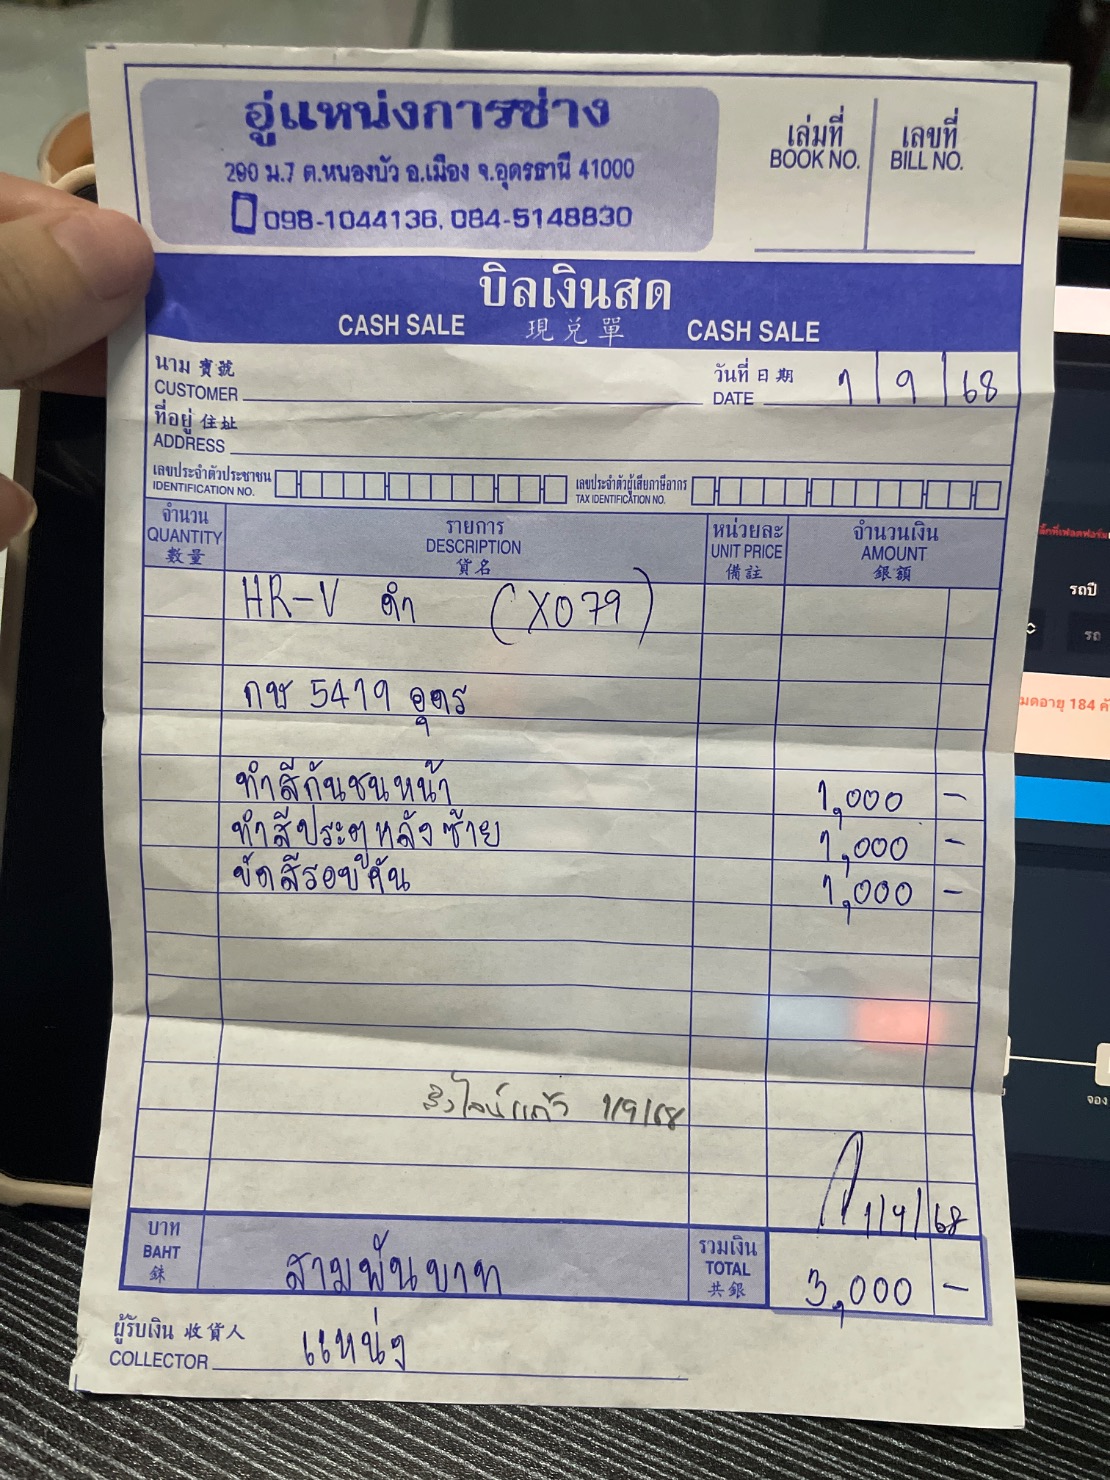 อู่แหน่งการช่าง
290 ม.7 ต.หนองบัว อ.เมือง จ.อุดรธานี 41000
098-1044136, 084-5148830
เล่มที่ เลขที่
BOOK NO. BILL NO.
บิลเงินสด
CASH SALE 現兑單 CASH SALE
นาม 寶號
CUSTOMER
วันที่ 日期
DATE 1/9/68
ที่อยู่ 住址
ADDRESS
เลขประจำตัวประชาชน
IDENTIFICATION NO.
เลขประจำตัวผู้เสียภาษีอากร
TAX IDENTIFICATION NO.
จำนวน รายการ หน่วยละ จำนวนเงิน
QUANTITY DESCRIPTION UNIT PRICE AMOUNT
數量 貨名 備註 銀額
HR-V ดำ (X079)
กข 5419 อุดร
ทำสีกันชนหน้า 1,000 -
ทำสีประตูหลังซ้าย 1,000 -
ขัดสีรอบคัน 1,000 -
1/9/68
1/9/68
บาท
BAHT
銖
สามพันบาท
รวมเงิน
TOTAL
共銀
3,000 -
ผู้รับเงิน 收貨人
COLLECTOR แหน่ง
รถปี
184
จอง